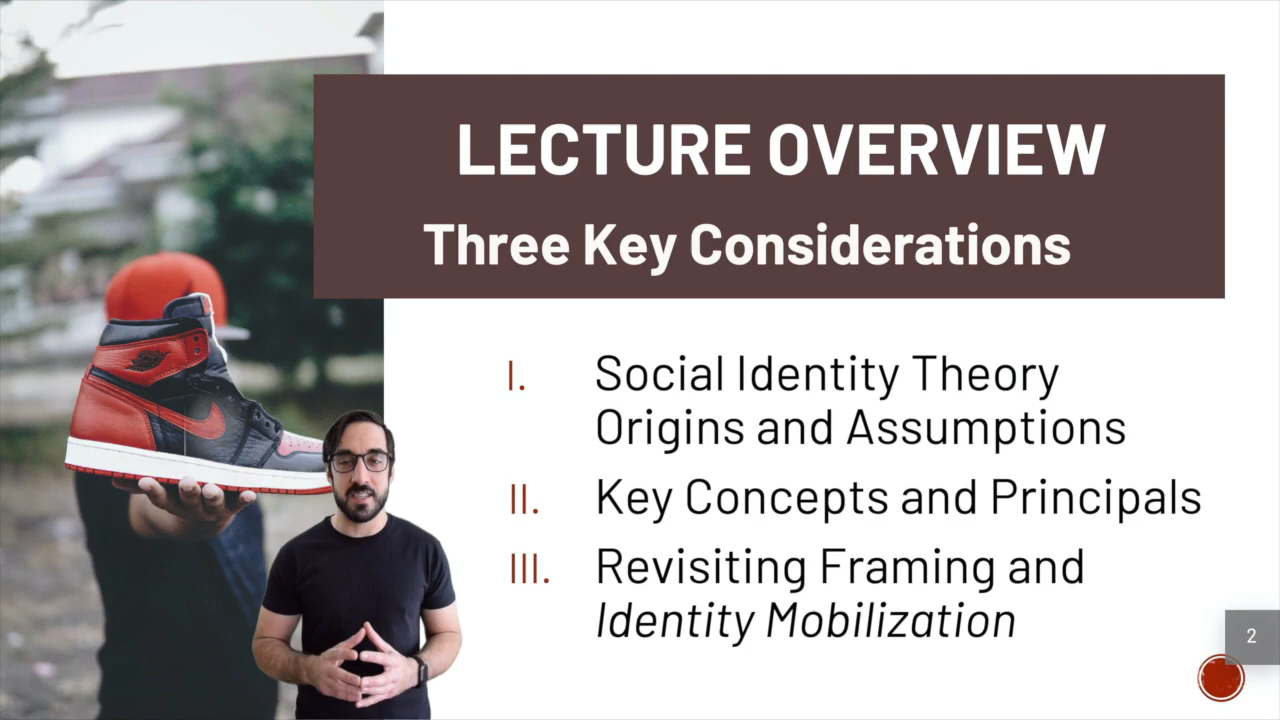 LECTURE OVERVIEW
Three Key Considerations
I. Social Identity Theory
Origins and Assumptions
II. Key Concepts and Principals
III. Revisiting Framing and
Identity Mobilization
2